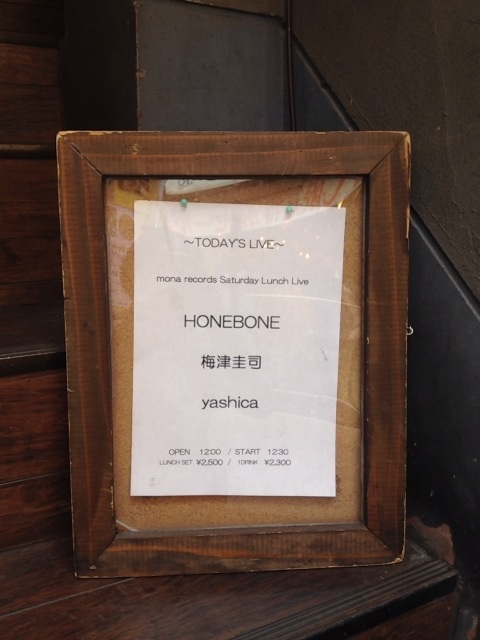 ～TODAY'S LIVE～
mona records Saturday Lunch Live
HONEBONE
梅津圭司
yashica
OPEN 12:00 / START 12:30
LUNCH SET ¥2,500 / 1DRINK ¥2,300